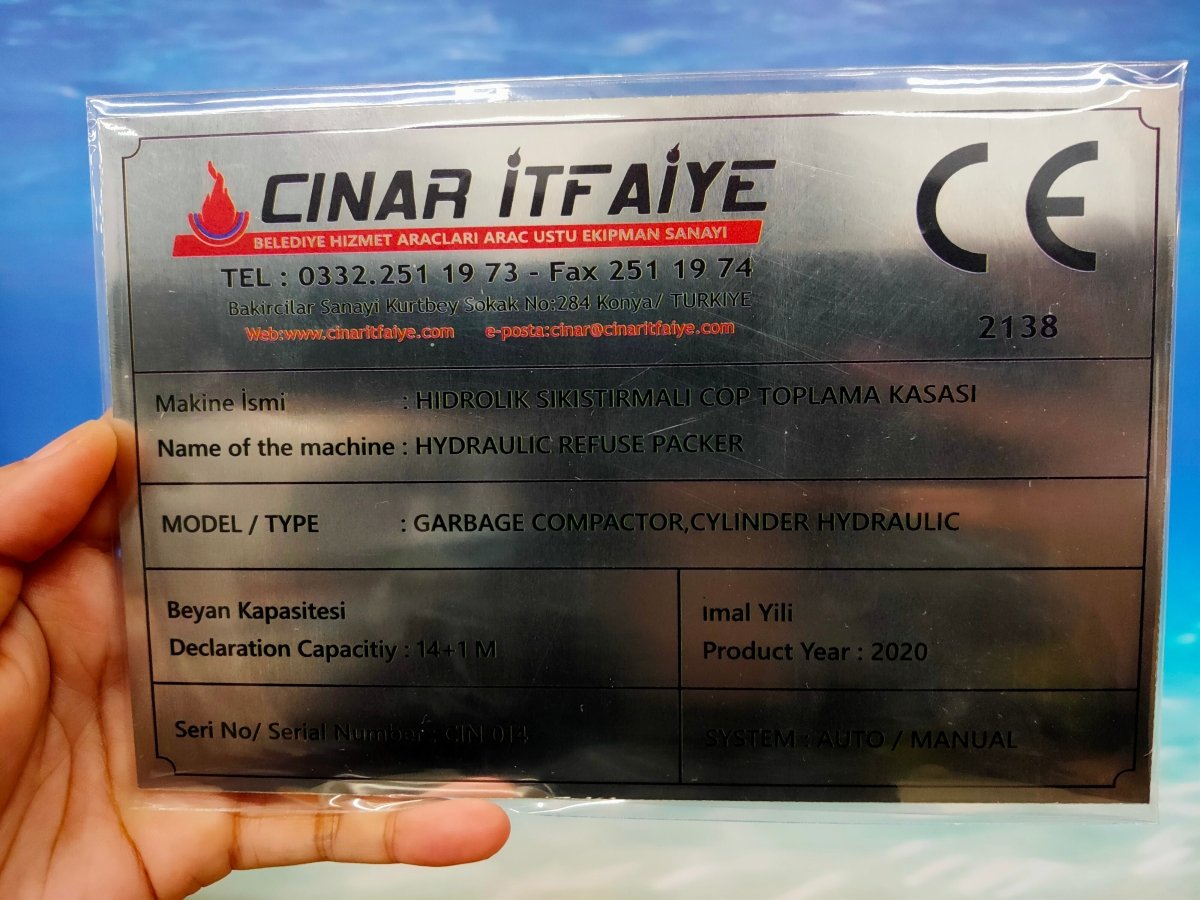 CINAR İTFAİYE
BELEDIYE HIZMET ARACLARI ARAC USTU EKIPMAN SANAYI
TEL : 0332.251 19 73 - Fax 251 19 74
Bakircilar Sanayi Kurtbey Sokak No:284 Konya/ TURKIYE
Web:www.cinaritfaiye.com e-posta:cinar@cinaritfaiye.com
CE
2138
Makine İsmi : HIDROLIK SIKISTIRMALI COP TOPLAMA KASASI
Name of the machine : HYDRAULIC REFUSE PACKER
MODEL / TYPE : GARBAGE COMPACTOR,CYLINDER HYDRAULIC
Beyan Kapasitesi
Declaration Capacitiy : 14+1 M
ımal Yili
Product Year : 2020
Seri No/ Serial Number : CIN 014
SYSTEM : AUTO / MANUAL